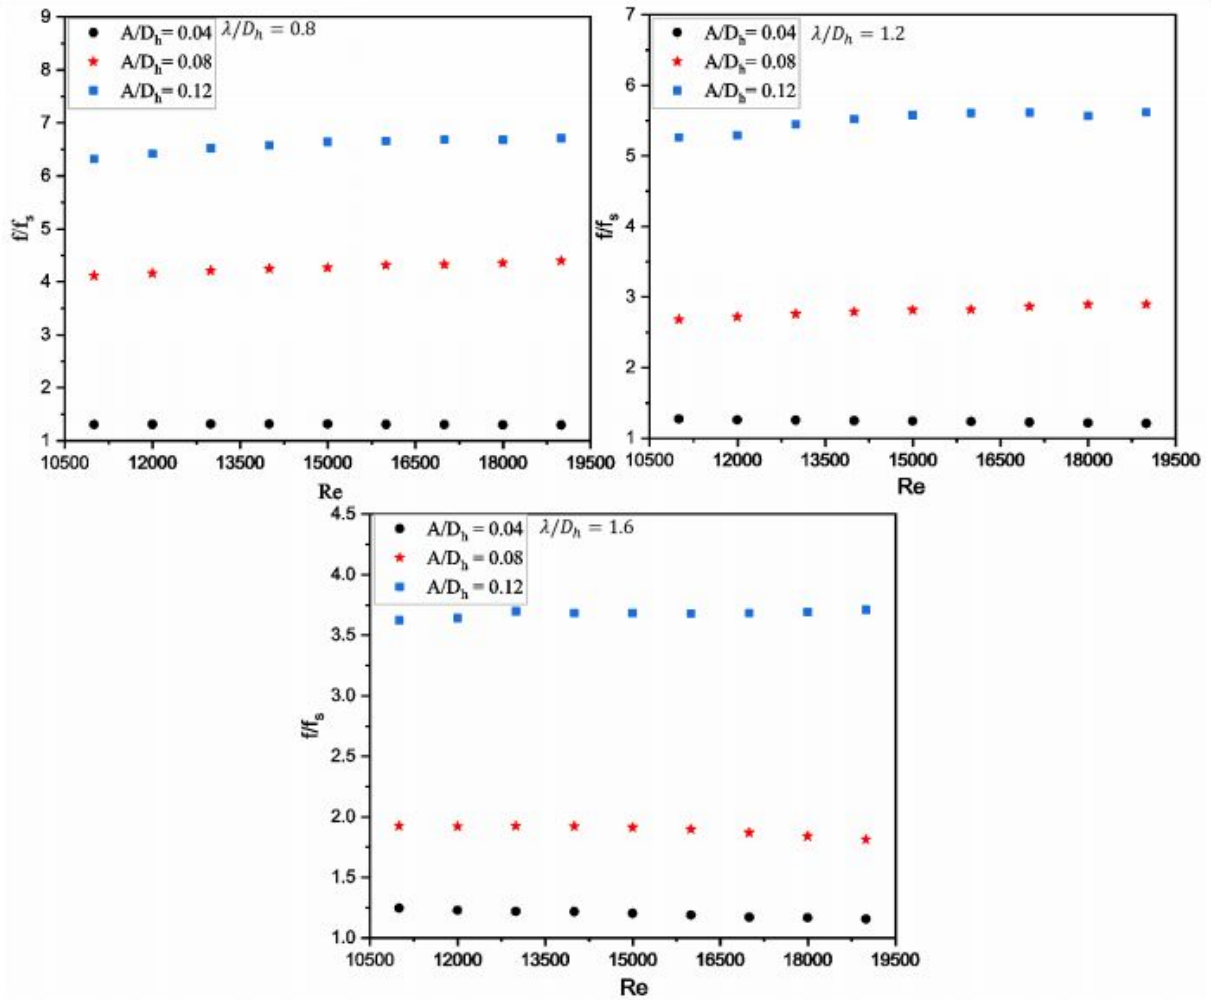 A/Dh = 0.04 λ/Dh = 0.8
A/Dh = 0.08
A/Dh = 0.12
9
8
7
6
5
4
3
2
1
f/fs
10500 12000 13500 15000 16500 18000 19500
Re
A/Dh = 0.04 λ/Dh = 1.2
A/Dh = 0.08
A/Dh = 0.12
7
6
5
4
3
2
1
f/fs
10500 12000 13500 15000 16500 18000 19500
Re
A/Dh = 0.04 λ/Dh = 1.6
A/Dh = 0.08
A/Dh = 0.12
4.5
4.0
3.5
3.0
2.5
2.0
1.5
1.0
f/fs
10500 12000 13500 15000 16500 18000 19500
Re